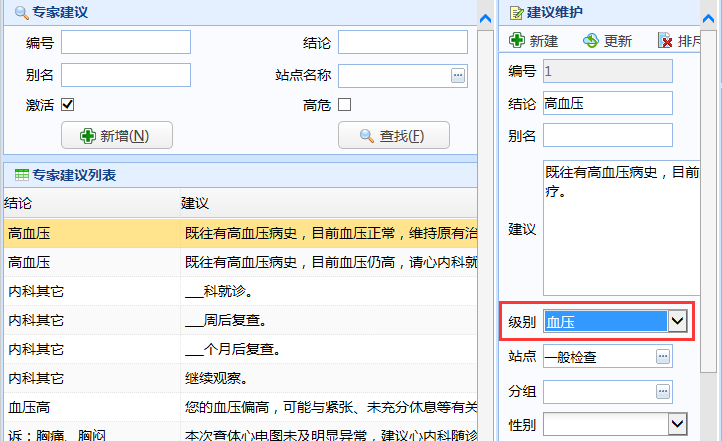 专家建议
编号
结论
别名
站点名称
激活
高危
新增(N)
查找(F)
专家建议列表
结论 建议
高血压 既往有高血压病史，目前血压正常，维持原有治
高血压 既往有高血压病史，目前血压仍高，请心内科就
内科其它 ___科就诊。
内科其它 ___周后复查。
内科其它 ___个月后复查。
内科其它 继续观察。
血压高 您的血压偏高，可能与紧张、未充分休息等有关
诉：胸痛、胸闷 本次查体心电图未及明显异常，建议心内科随诊
建议维护
新建 更新 排斥
编号 1
结论 高血压
别名
建议 既往有高血压病史，目前
疗。
级别 血压
站点 一般检查
分组
性别